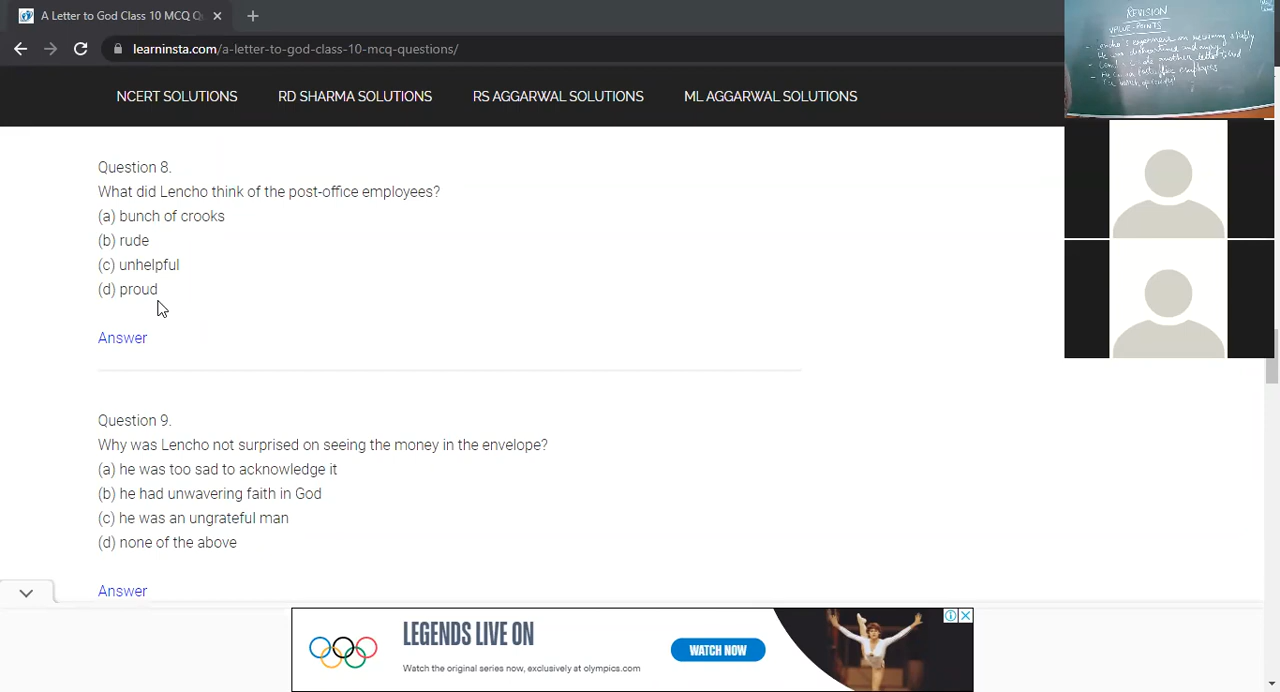 A Letter to God Class 10 MCQ Q
learninsta.com/a-letter-to-god-class-10-mcq-questions/
NCERT SOLUTIONS RD SHARMA SOLUTIONS RS AGGARWAL SOLUTIONS ML AGGARWAL SOLUTIONS
REVISION
VALUE-POINTS
Question 8.
What did Lencho think of the post-office employees?
(a) bunch of crooks
(b) rude
(c) unhelpful
(d) proud
Answer
Question 9.
Why was Lencho not surprised on seeing the money in the envelope?
(a) he was too sad to acknowledge it
(b) he had unwavering faith in God
(c) he was an ungrateful man
(d) none of the above
Answer
LEGENDS LIVE ON
WATCH NOW
Watch the original series now, exclusively at olympics.com